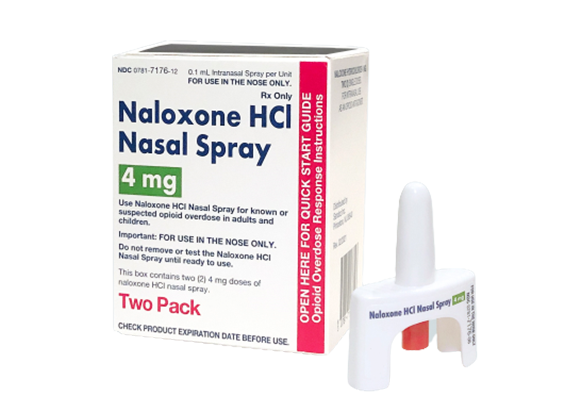 NDC 0781-7176-12
0.1 mL Intranasal Spray per Unit
FOR USE IN THE NOSE ONLY.
Rx Only
Naloxone HCl
Nasal Spray
4 mg
Use Naloxone HCl Nasal Spray for known or
suspected opioid overdose in adults and
children.
Important: FOR USE IN THE NOSE ONLY.
Do not remove or test the Naloxone HCl
Nasal Spray until ready to use.
This box contains two (2) 4 mg doses of
naloxone HCl nasal spray.
Two Pack
CHECK PRODUCT EXPIRATION DATE BEFORE USE.
OPEN HERE FOR QUICK START GUIDE
Opioid Overdose Response Instructions
Naloxone HCl Nasal Spray 4 mg